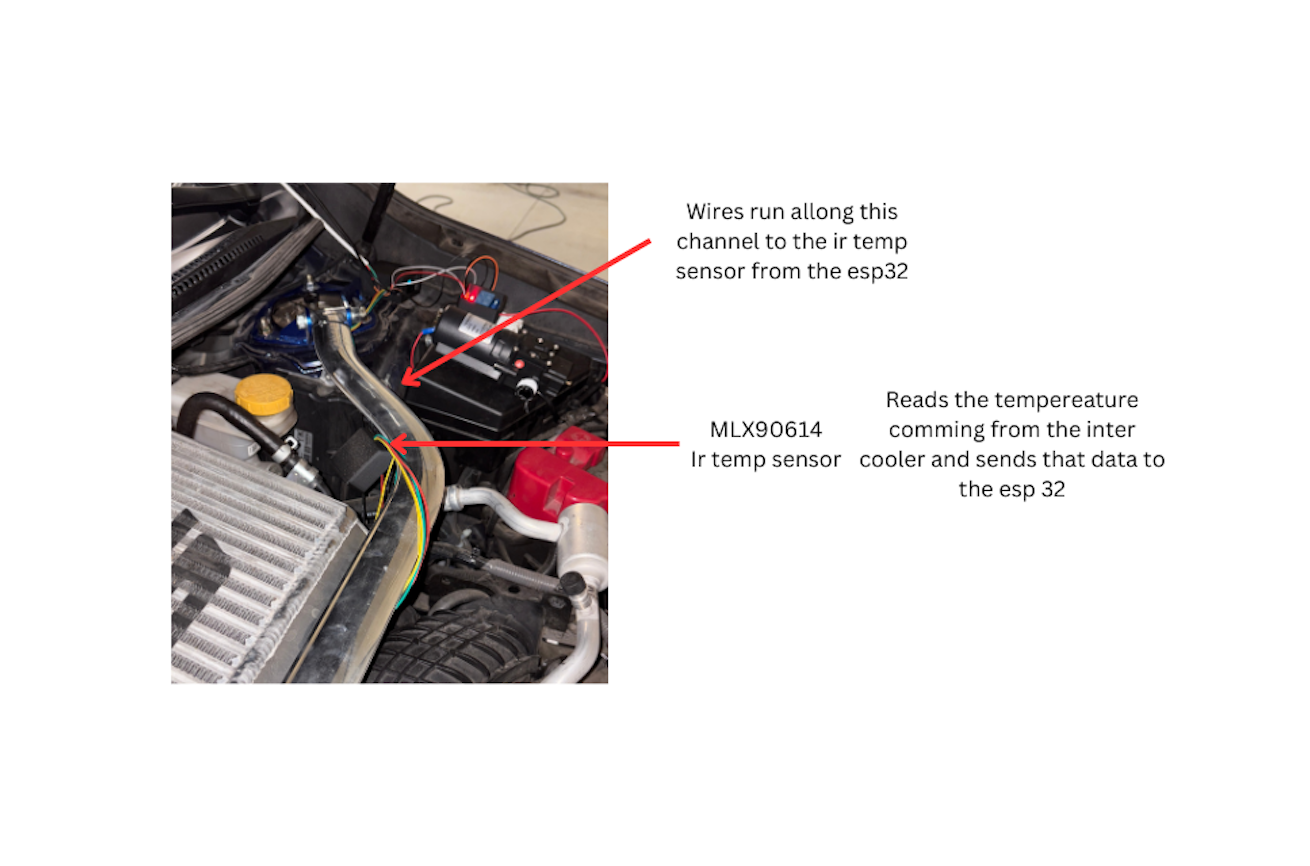 Wires run allong this
channel to the ir temp
sensor from the esp32
MLX90614
Ir temp sensor
Reads the tempereature
comming from the inter
cooler and sends that data to
the esp 32